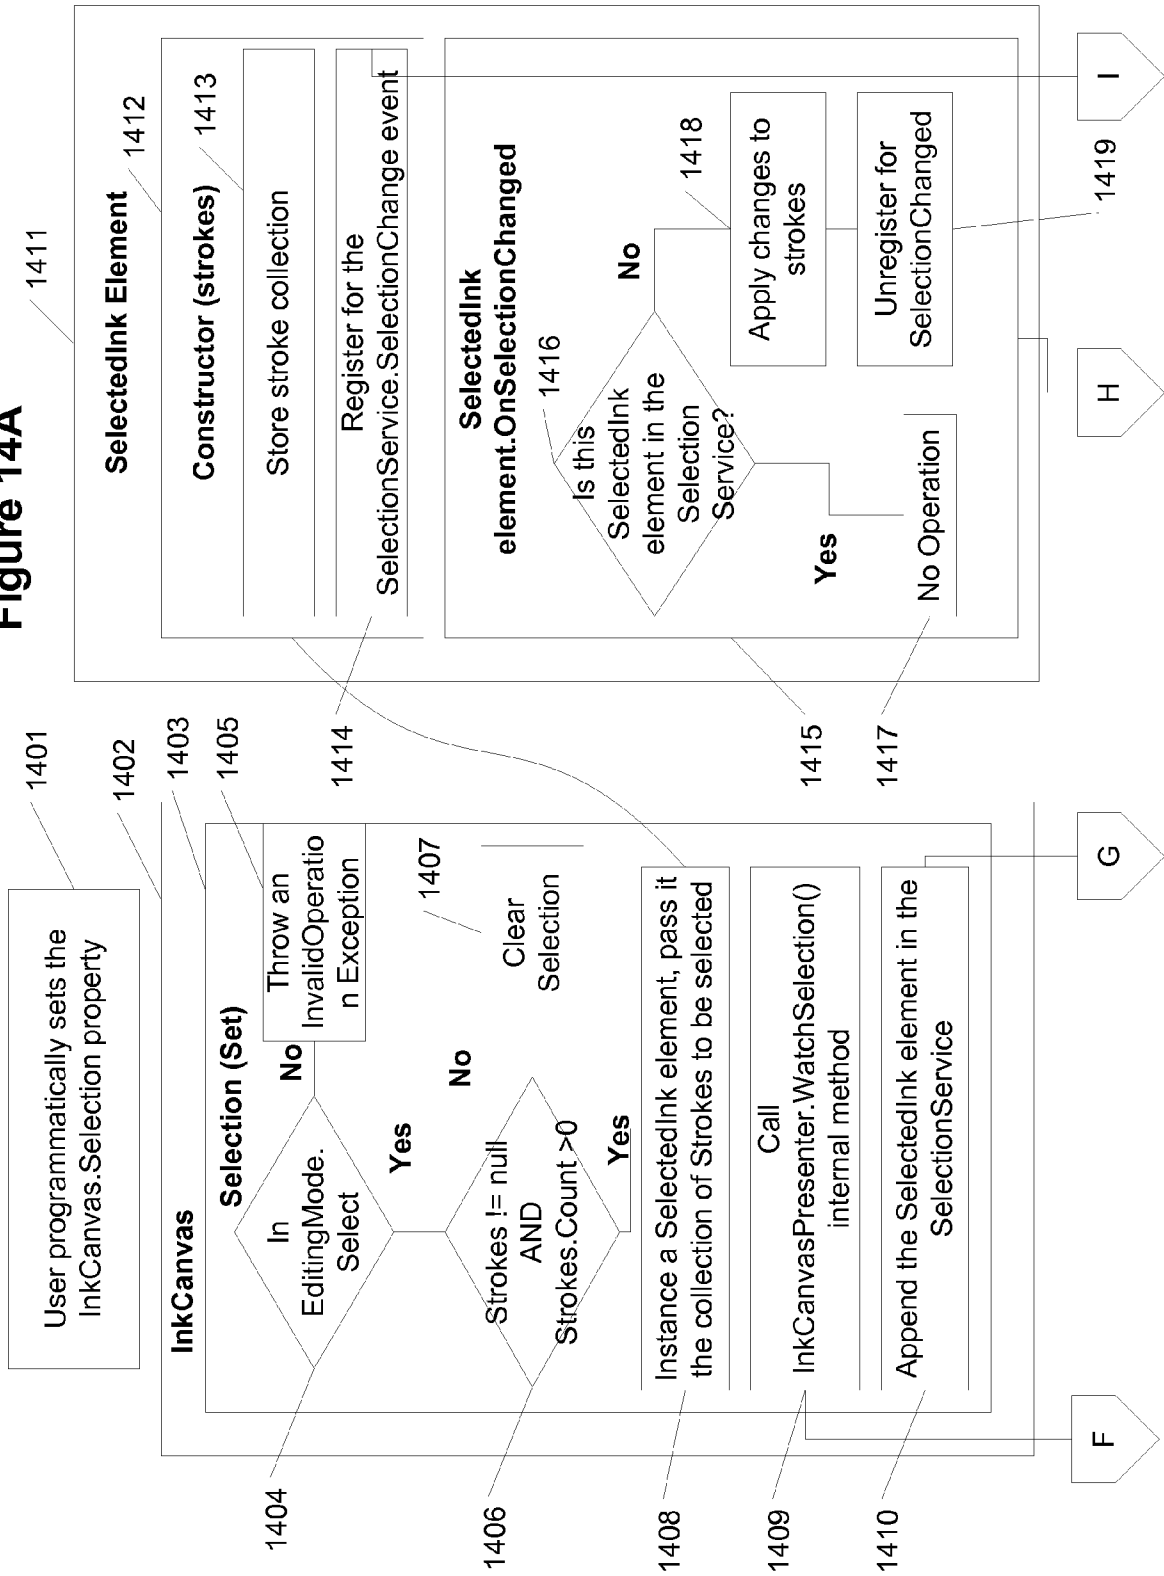 Figure 14A
User programmatically sets the
InkCanvas.Selection property
1401
1402
InkCanvas
1403
Selection (Set)
1404
In
EditingMode.
Select
No
1405
Throw an
InvalidOperatio
n Exception
Yes
1406
Strokes != null
AND
Strokes.Count >0
No
1407
Clear
Selection
Yes
1408
Instance a SelectedInk element, pass it
the collection of Strokes to be selected
1409
Call
InkCanvasPresenter.WatchSelection()
internal method
1410
Append the SelectedInk element in the
SelectionService
F
G
1411
SelectedInk Element
1412
Constructor (strokes)
1413
Store stroke collection
1414
Register for the
SelectionService.SelectionChange event
1415
SelectedInk
element.OnSelectionChanged
1416
Is this
SelectedInk
element in the
Selection
Service?
No
1418
Apply changes to
strokes
Yes
1417
No Operation
Unregister for
SelectionChanged
1419
H
I